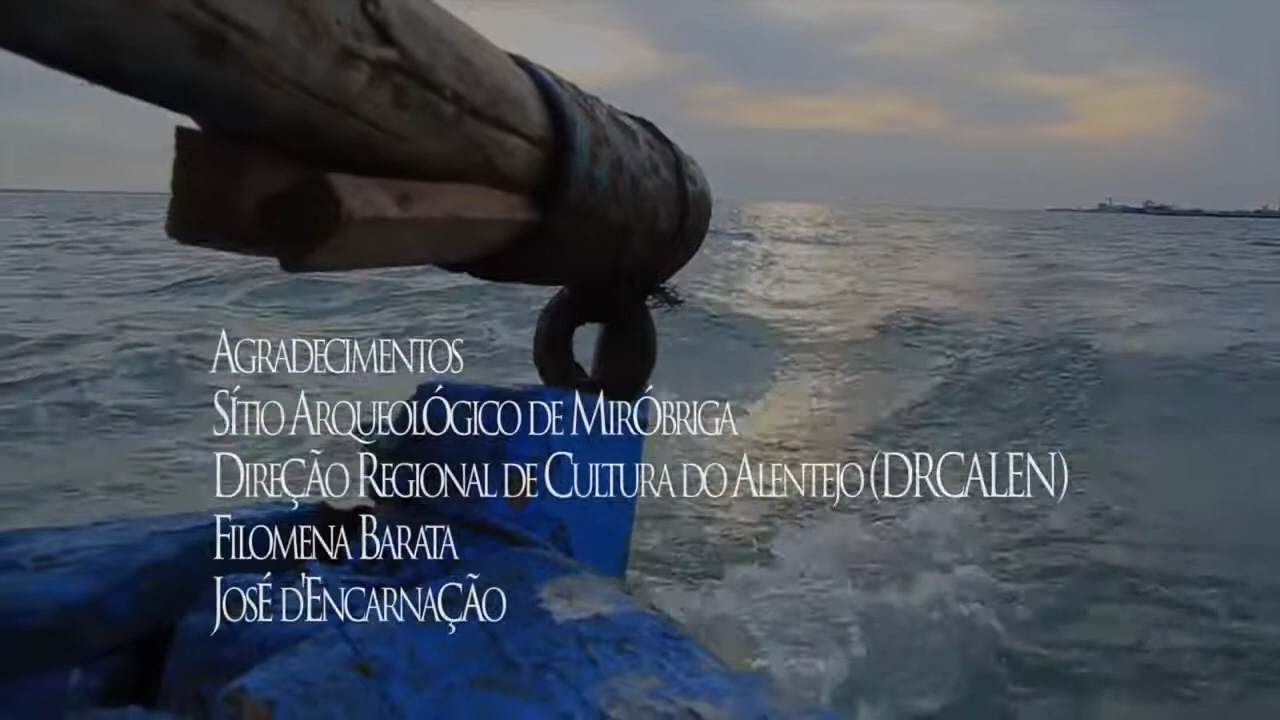 Agradecimentos
Sítio Arqueológico de Miróbriga
Direção Regional de Cultura do Alentejo (DRCALEN)
Filomena Barata
José d'Encarnação